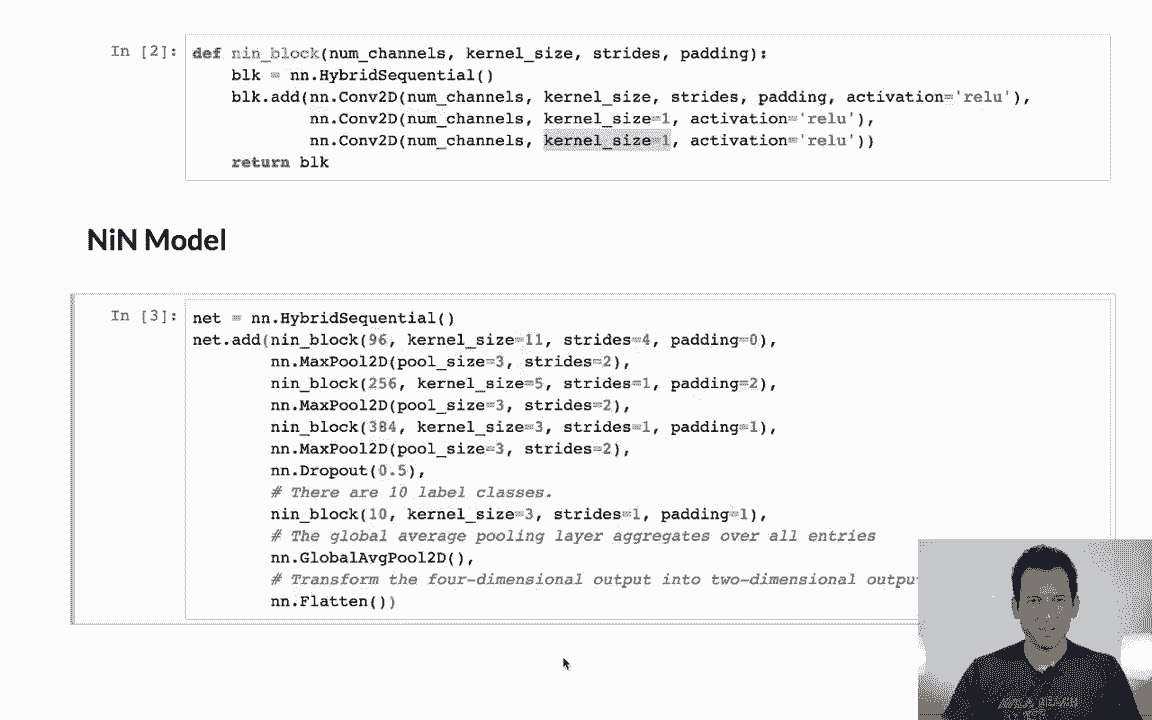 In [2]: def nin_block(num_channels, kernel_size, strides, padding):
blk = nn.HybridSequential()
blk.add(nn.Conv2D(num_channels, kernel_size, strides, padding, activation='relu'),
nn.Conv2D(num_channels, kernel_size=1, activation='relu'),
nn.Conv2D(num_channels, kernel_size=1, activation='relu'))
return blk
NiN Model
In [3]: net = nn.HybridSequential()
net.add(nin_block(96, kernel_size=11, strides=4, padding=0),
nn.MaxPool2D(pool_size=3, strides=2),
nin_block(256, kernel_size=5, strides=1, padding=2),
nn.MaxPool2D(pool_size=3, strides=2),
nin_block(384, kernel_size=3, strides=1, padding=1),
nn.MaxPool2D(pool_size=3, strides=2),
nn.Dropout(0.5),
# There are 10 label classes.
nin_block(10, kernel_size=3, strides=1, padding=1),
# The global average pooling layer aggregates over all entries
nn.GlobalAvgPool2D(),
# Transform the four-dimensional output into two-dimensional
nn.Flatten())